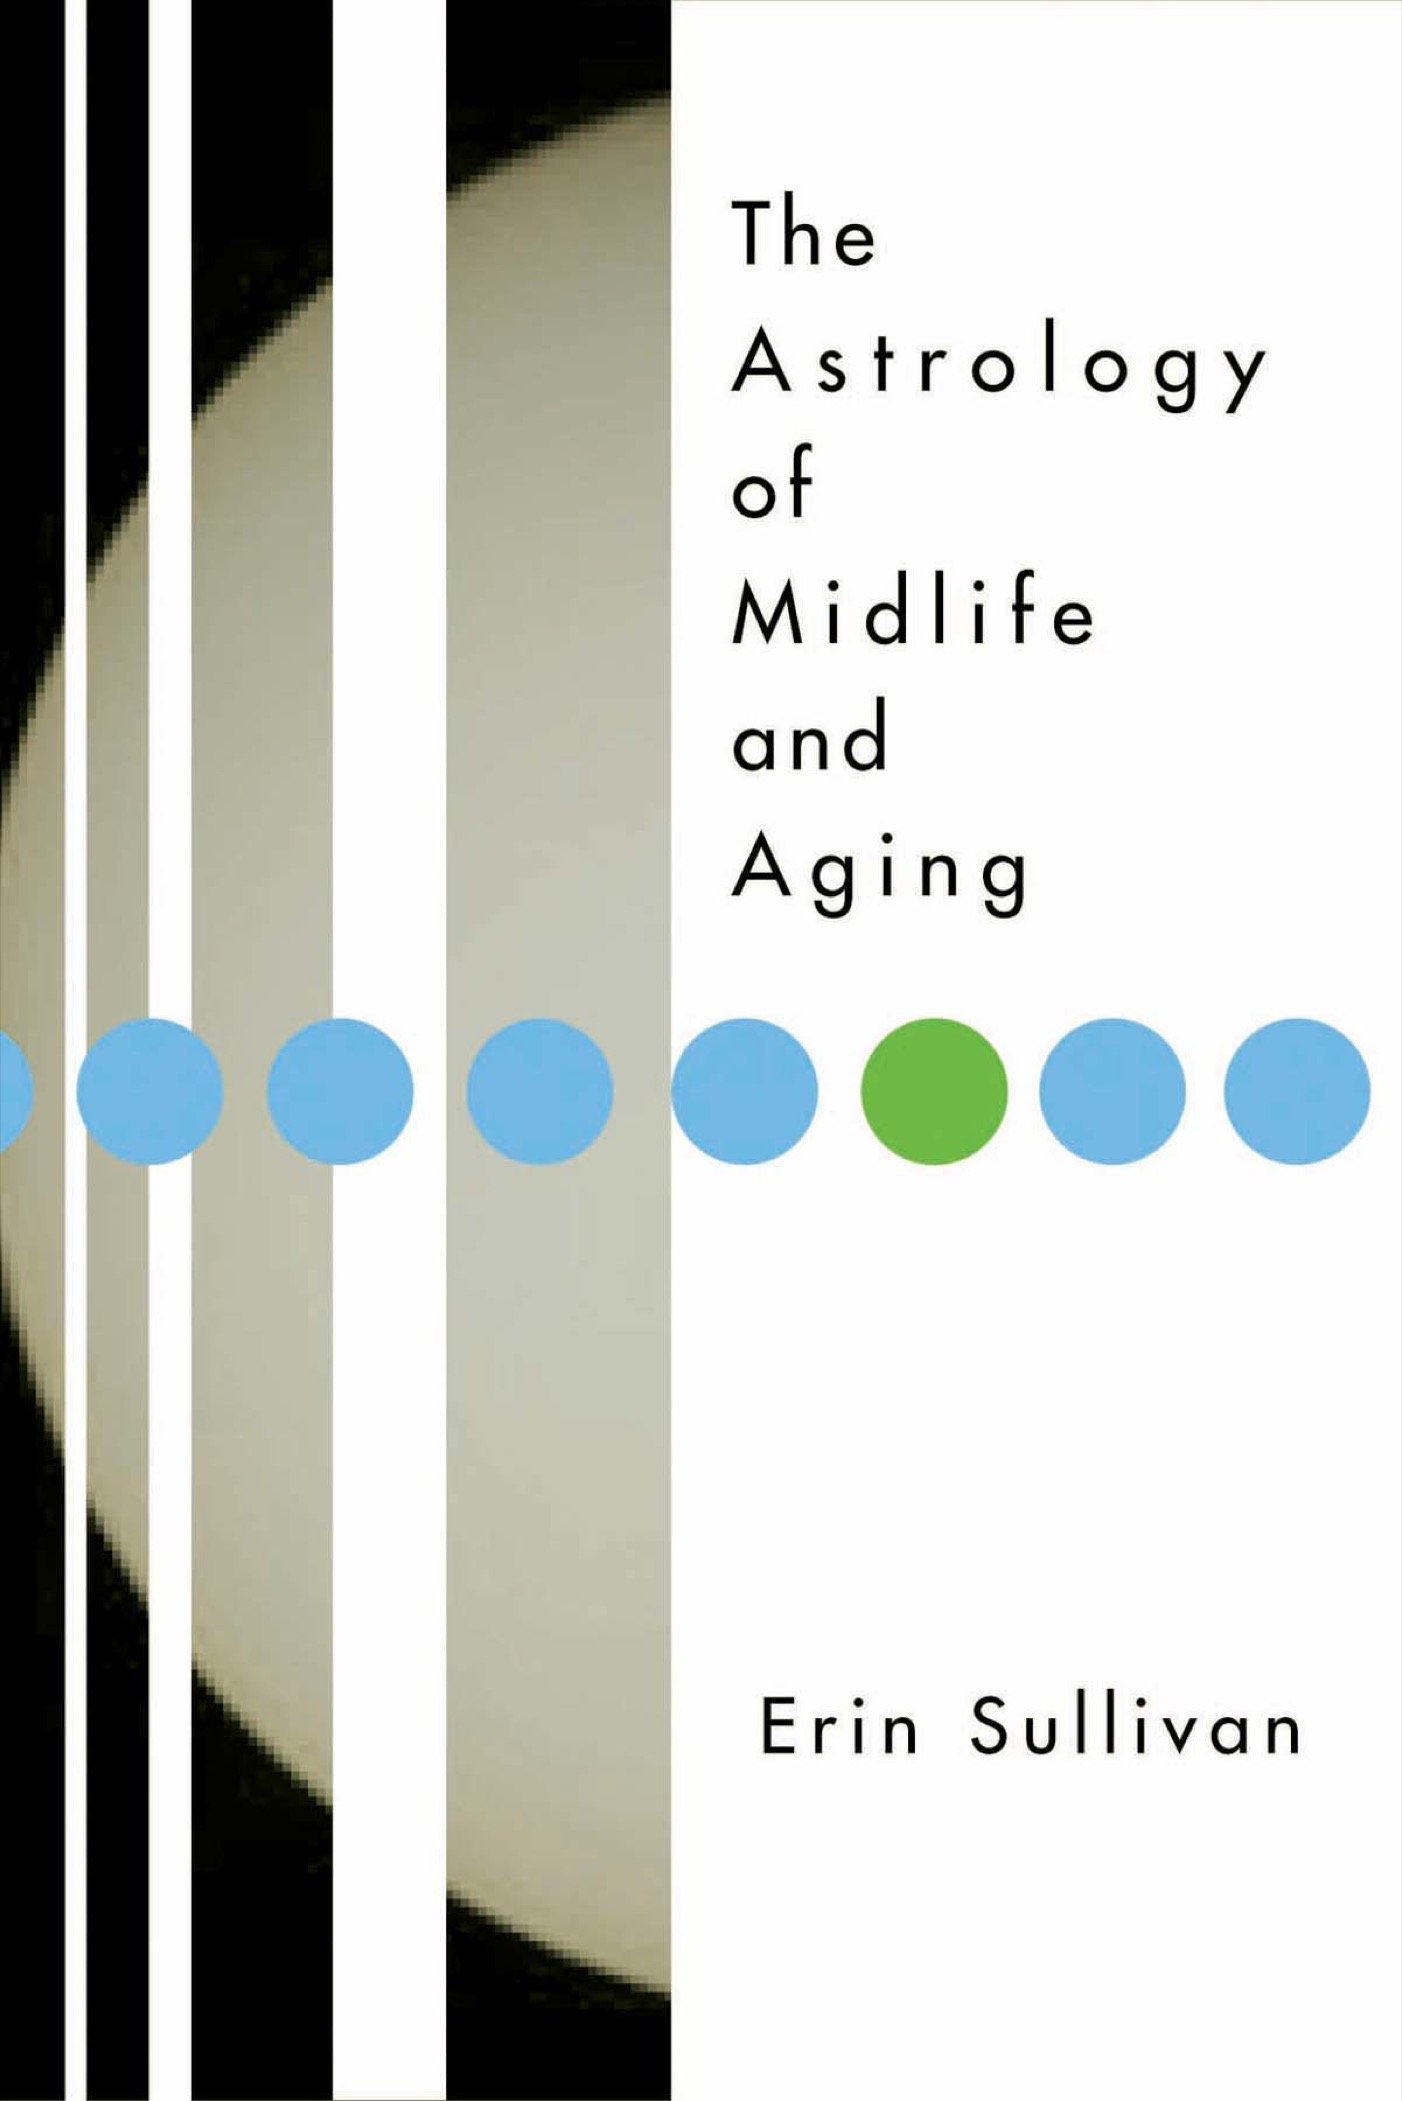 The
Astrology
of
Midlife
and
Aging
Erin Sullivan